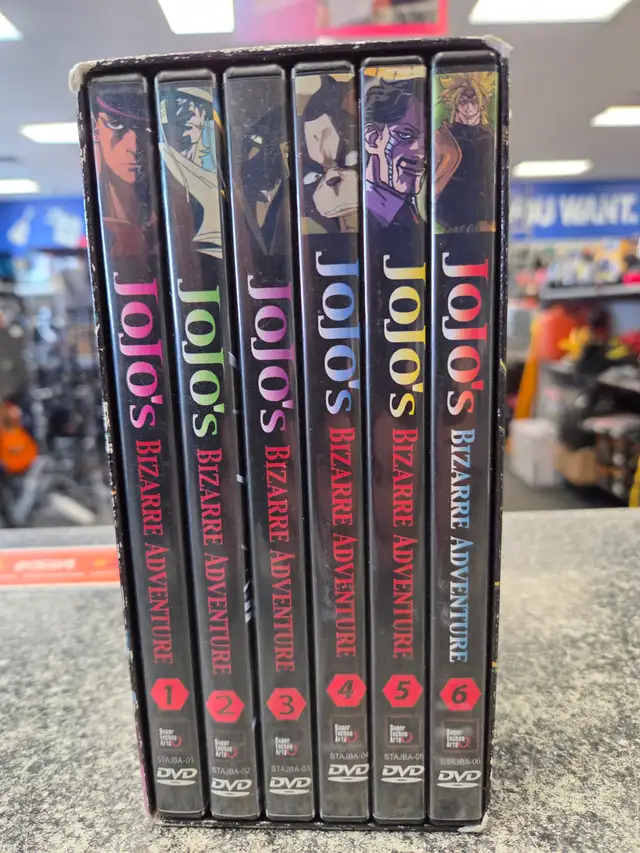 JoJo's BIZARRE ADVENTURE
1
Super
Techno
Arts
STAJBA-01
DVD
JoJo's BIZARRE ADVENTURE
2
Super
Techno
Arts
STAJBA-02
DVD
JoJo's BIZARRE ADVENTURE
3
Super
Techno
Arts
STAJBA-03
DVD
JoJo's BIZARRE ADVENTURE
4
Super
Techno
Arts
STAJBA-04
DVD
JoJo's BIZARRE ADVENTURE
5
Super
Techno
Arts
STAJBA-05
DVD
JoJo's BIZARRE ADVENTURE
6
Super
Techno
Arts
STAJBA-06
DVD
U WANT